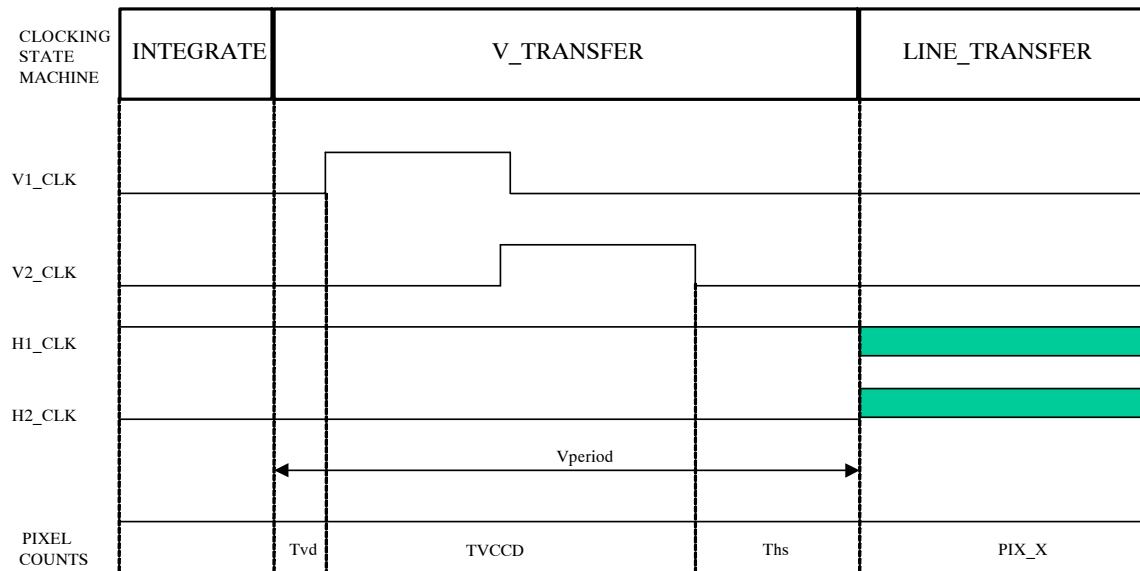 CLOCKING
STATE
MACHINE
INTEGRATE
V_TRANSFER
LINE_TRANSFER
V1_CLK
V2_CLK
H1_CLK
H2_CLK
Vperiod
PIXEL
COUNTS
Tvd
TVCCD
Ths
PIX_X